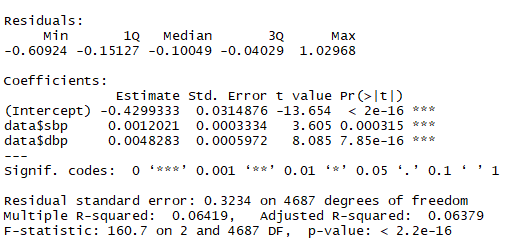 Residuals:
     Min       1Q   Median       3Q      Max
-0.60924 -0.15127 -0.10049 -0.04029  1.02968

Coefficients:
              Estimate Std. Error t value Pr(>|t|)
(Intercept) -0.4299333  0.0314876 -13.654  < 2e-16 ***
data$sbp     0.0012021  0.0003334   3.605 0.000315 ***
data$dbp     0.0048283  0.0005972   8.085 7.85e-16 ***
---
Signif. codes:  0 ‘***’ 0.001 ‘**’ 0.01 ‘*’ 0.05 ‘.’ 0.1 ‘ ’ 1

Residual standard error: 0.3234 on 4687 degrees of freedom
Multiple R-squared:  0.06419,	Adjusted R-squared:  0.06379
F-statistic: 160.7 on 2 and 4687 DF,  p-value: < 2.2e-16